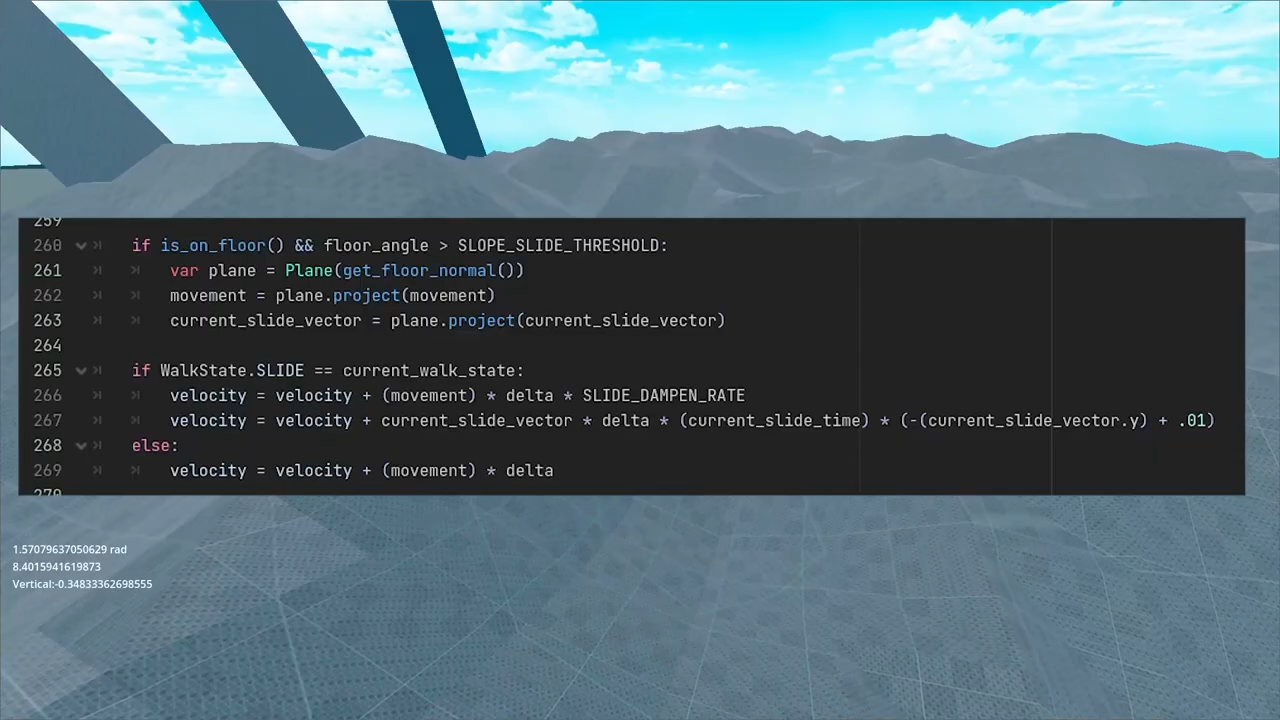 259
260 if is_on_floor() && floor_angle > SLOPE_SLIDE_THRESHOLD:
261 var plane = Plane(get_floor_normal())
262 movement = plane.project(movement)
263 current_slide_vector = plane.project(current_slide_vector)
264
265 if WalkState.SLIDE == current_walk_state:
266 velocity = velocity + (movement) * delta * SLIDE_DAMPEN_RATE
267 velocity = velocity + current_slide_vector * delta * (current_slide_time) * (-(current_slide_vector.y) + .01)
268 else:
269 velocity = velocity + (movement) * delta
270
1.57079637050629 rad
8.4015941619873
Vertical:-0.34833362698555